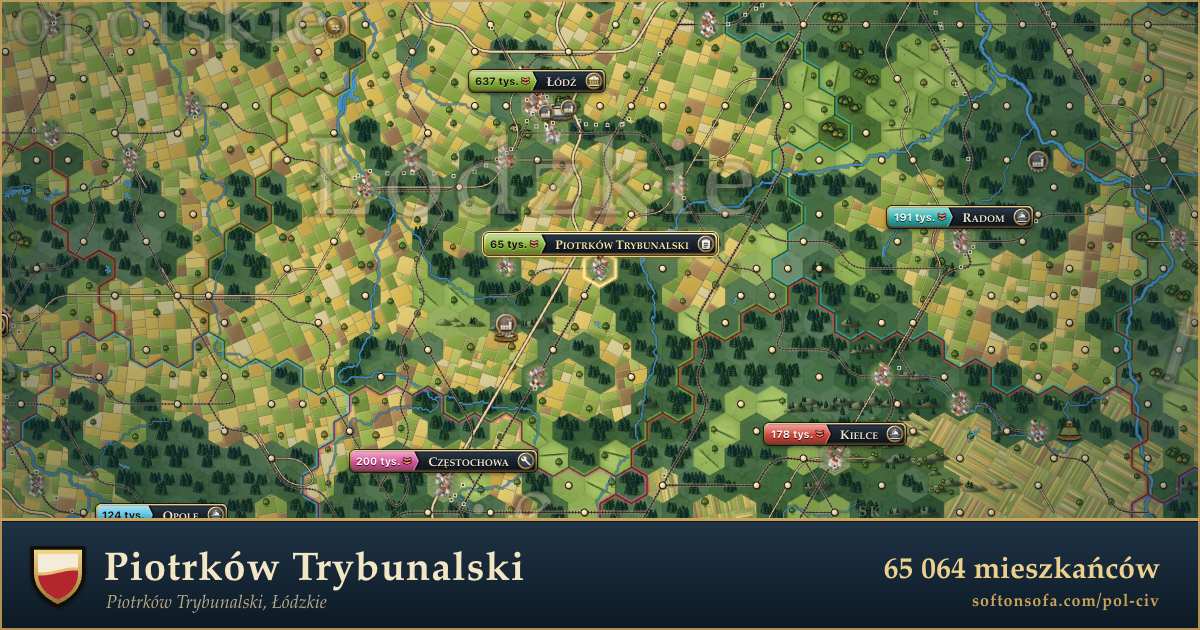 opolskie
637 tys. ŁÓDŹ
Łódzkie
191 tys. RADOM
65 tys. PIOTRKÓW TRYBUNALSKI
178 tys. KIELCE
200 tys. CZĘSTOCHOWA
124 tys. OPOLE
Piotrków Trybunalski
65 064 mieszkańców
Piotrków Trybunalski, Łódzkie
softonsofa.com/pol-civ